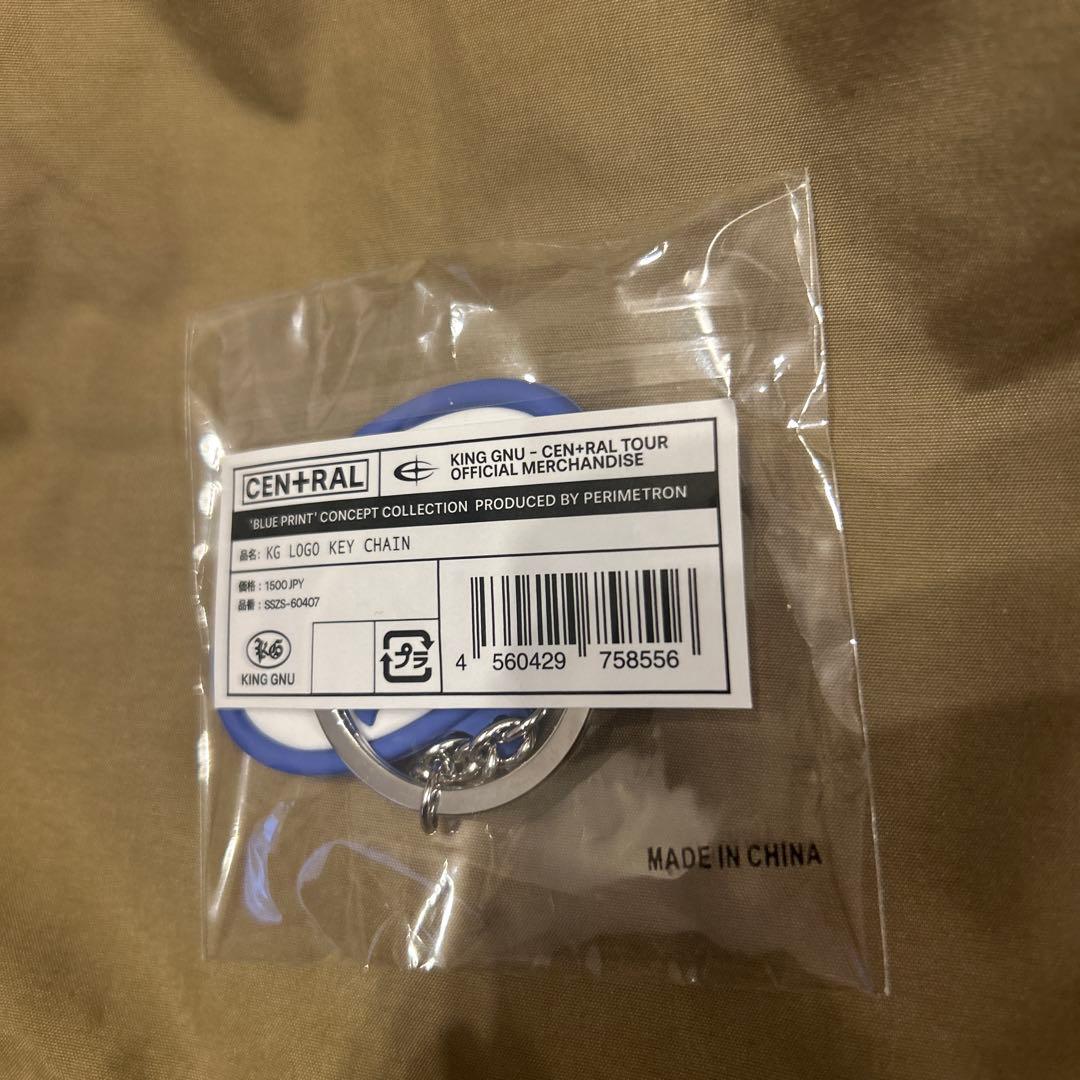 CEN+RAL
KING GNU - CEN+RAL TOUR
OFFICIAL MERCHANDISE
'BLUE PRINT' CONCEPT COLLECTION PRODUCED BY PERIMETRON
品名: KG LOGO KEY CHAIN
価格 : 1500JPY
品番 : SSZS-60407
KG
KING GNU
プラ
4 560429 758556
MADE IN CHINA